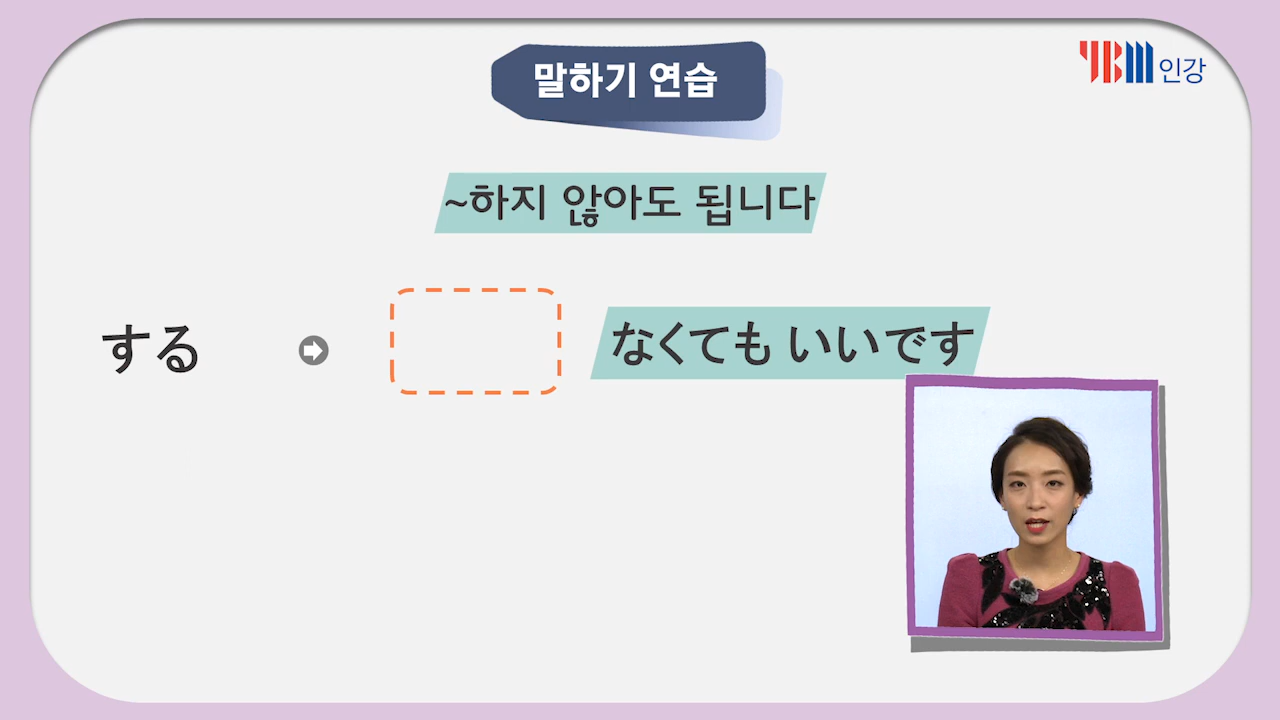 말하기 연습
YBM 인강
~하지 않아도 됩니다
する
なくても いいです